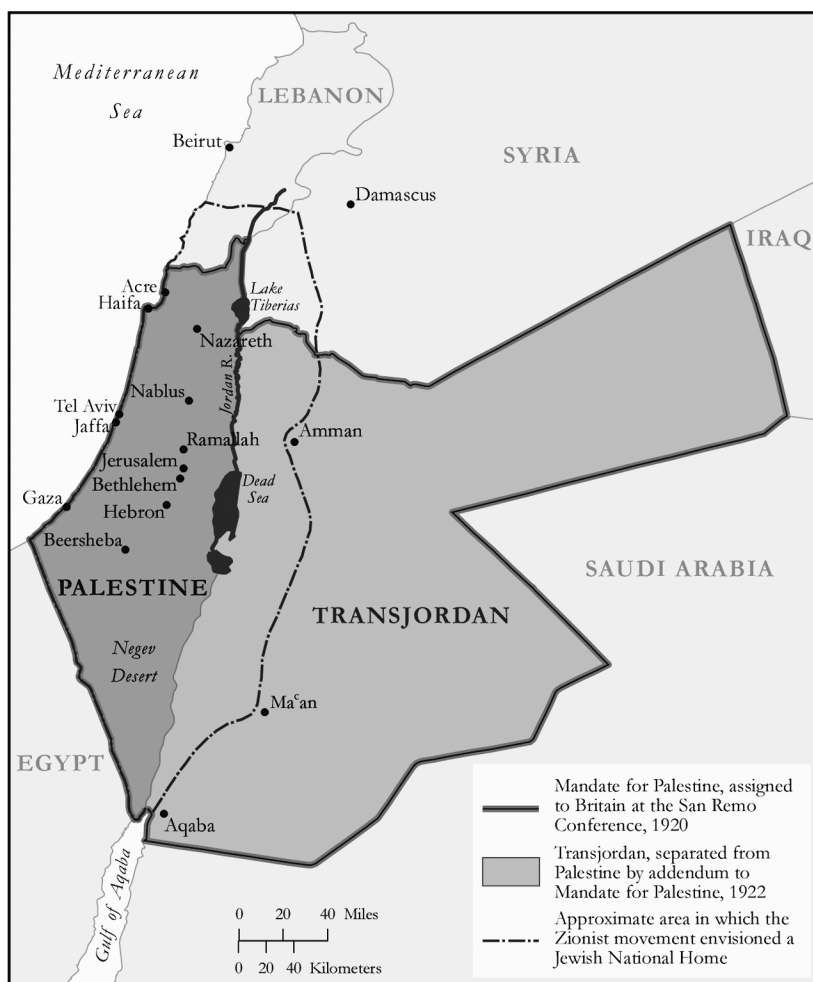 Mediterranean
Sea
LEBANON
Beirut
SYRIA
Damascus
IRAQ
Acre
Haifa
Lake
Tiberias
Nazareth
Jordan R.
Nablus
Tel Aviv
Jaffa
Amman
Ramallah
Jerusalem
Bethlehem
Dead
Sea
Gaza
Hebron
Beersheba
SAUDI ARABIA
PALESTINE
TRANSJORDAN
Negev
Desert
Maᶜan
EGYPT
Aqaba
Gulf of Aqaba
Mandate for Palestine, assigned
to Britain at the San Remo
Conference, 1920
Transjordan, separated from
Palestine by addendum to
Mandate for Palestine, 1922
Approximate area in which the
Zionist movement envisioned a
Jewish National Home
0 20 40 Miles
0 20 40 Kilometers